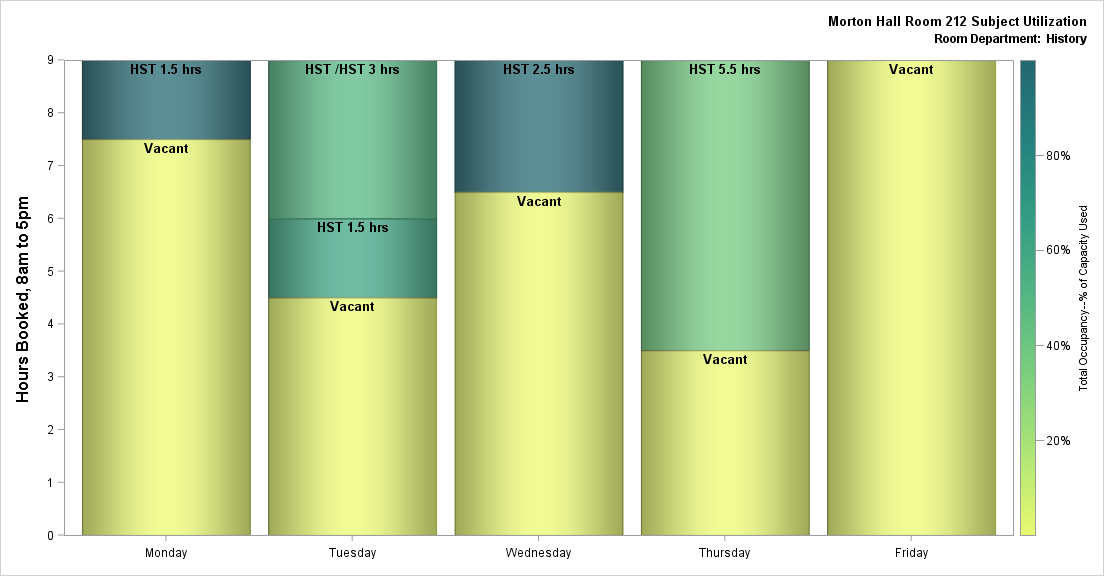 Morton Hall Room 212 Subject Utilization
Room Department: History
Hours Booked, 8am to 5pm
9
8
7
6
5
4
3
2
1
0
HST 1.5 hrs
Vacant
HST /HST 3 hrs
HST 1.5 hrs
Vacant
HST 2.5 hrs
Vacant
HST 5.5 hrs
Vacant
Vacant
Monday
Tuesday
Wednesday
Thursday
Friday
80%
60%
40%
20%
Total Occupancy--% of Capacity Used